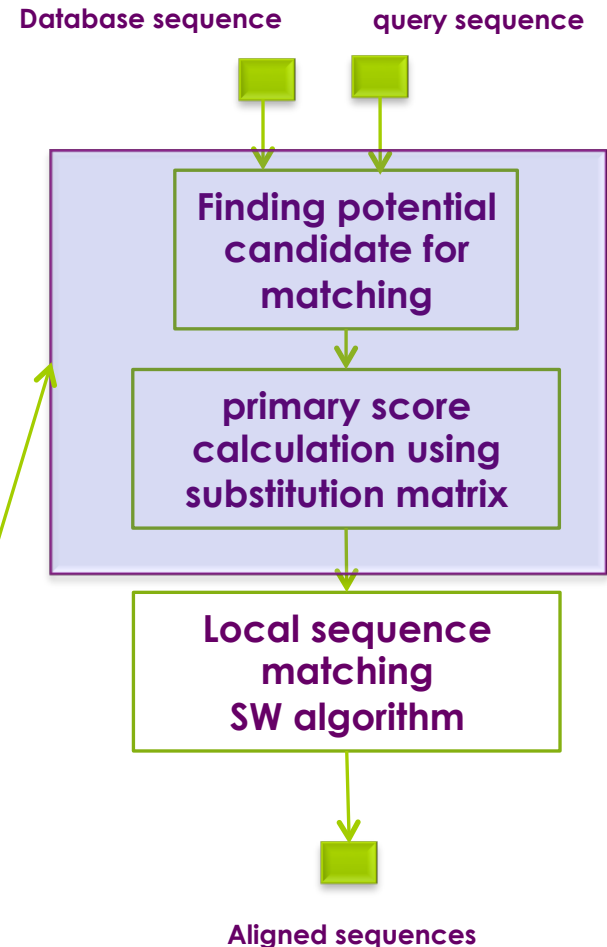 Database sequence
query sequence
Finding potential
candidate for
matching
primary score
calculation using
substitution matrix
Local sequence
matching
SW algorithm
Aligned sequences